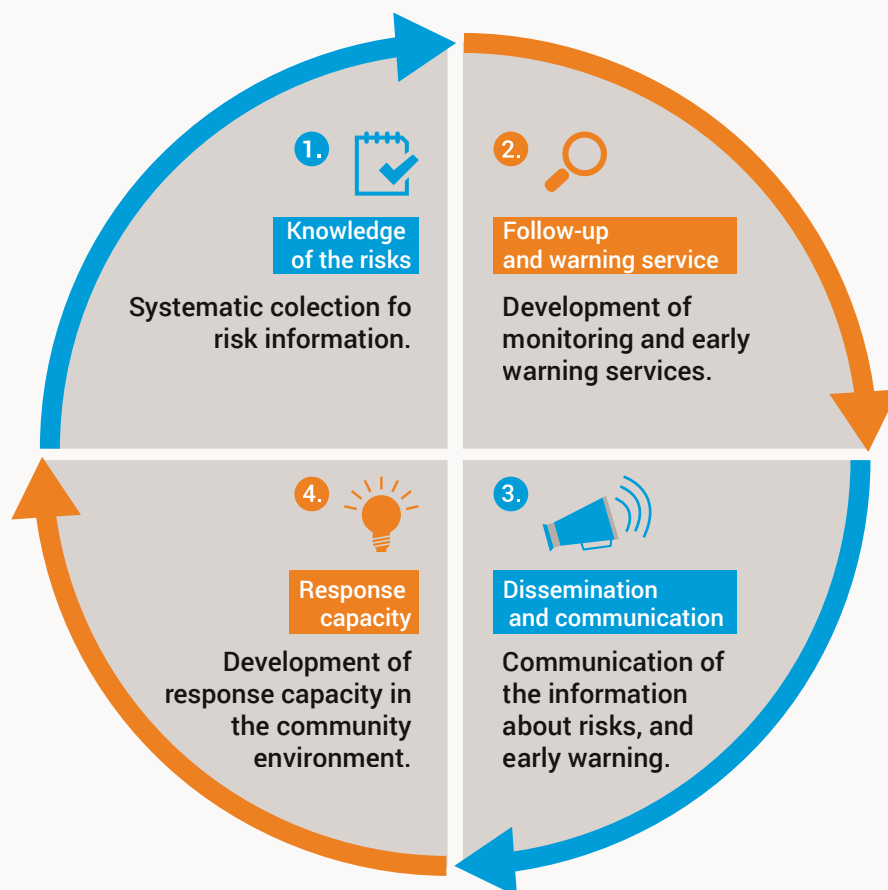 1.
Knowledge
of the risks
Systematic colection fo
risk information.
2.
Follow-up
and warning service
Development of
monitoring and early
warning services.
3.
Dissemination
and communication
Communication of
the information
about risks, and
early warning.
4.
Response
capacity
Development of
response capacity in
the community
environment.